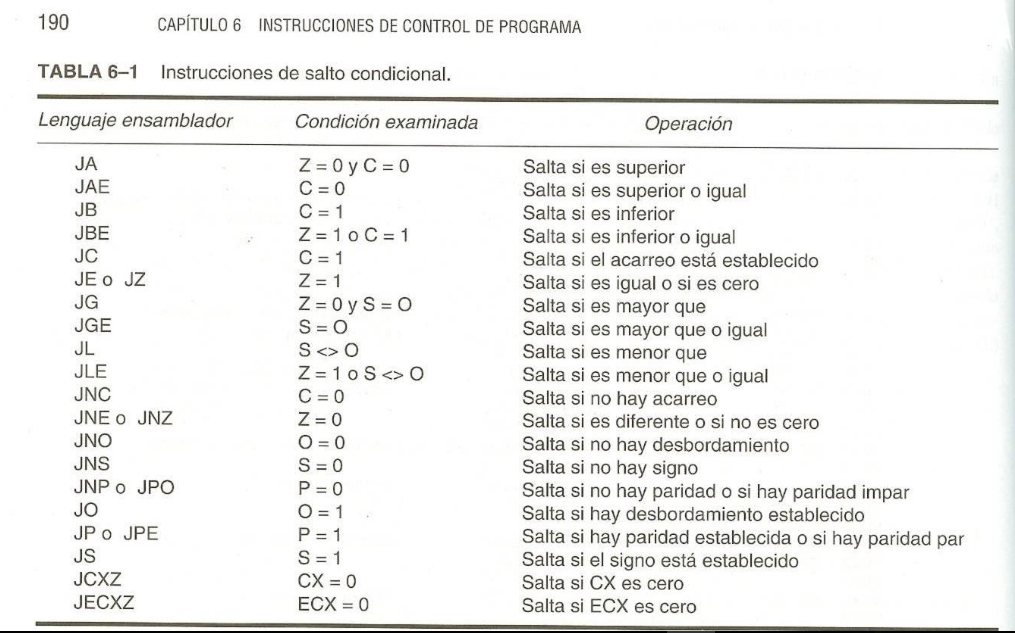 190 CAPÍTULO 6 INSTRUCCIONES DE CONTROL DE PROGRAMA
TABLA 6–1 Instrucciones de salto condicional.
Lenguaje ensamblador Condición examinada Operación
JA Z = 0 y C = 0 Salta si es superior
JAE C = 0 Salta si es superior o igual
JB C = 1 Salta si es inferior
JBE Z = 1 o C = 1 Salta si es inferior o igual
JC C = 1 Salta si el acarreo está establecido
JE o JZ Z = 1 Salta si es igual o si es cero
JG Z = 0 y S = O Salta si es mayor que
JGE S = O Salta si es mayor que o igual
JL S <> O Salta si es menor que
JLE Z = 1 o S <> O Salta si es menor que o igual
JNC C = 0 Salta si no hay acarreo
JNE o JNZ Z = 0 Salta si es diferente o si no es cero
JNO O = 0 Salta si no hay desbordamiento
JNS S = 0 Salta si no hay signo
JNP o JPO P = 0 Salta si no hay paridad o si hay paridad impar
JO O = 1 Salta si hay desbordamiento establecido
JP o JPE P = 1 Salta si hay paridad establecida o si hay paridad par
JS S = 1 Salta si el signo está establecido
JCXZ CX = 0 Salta si CX es cero
JECXZ ECX = 0 Salta si ECX es cero